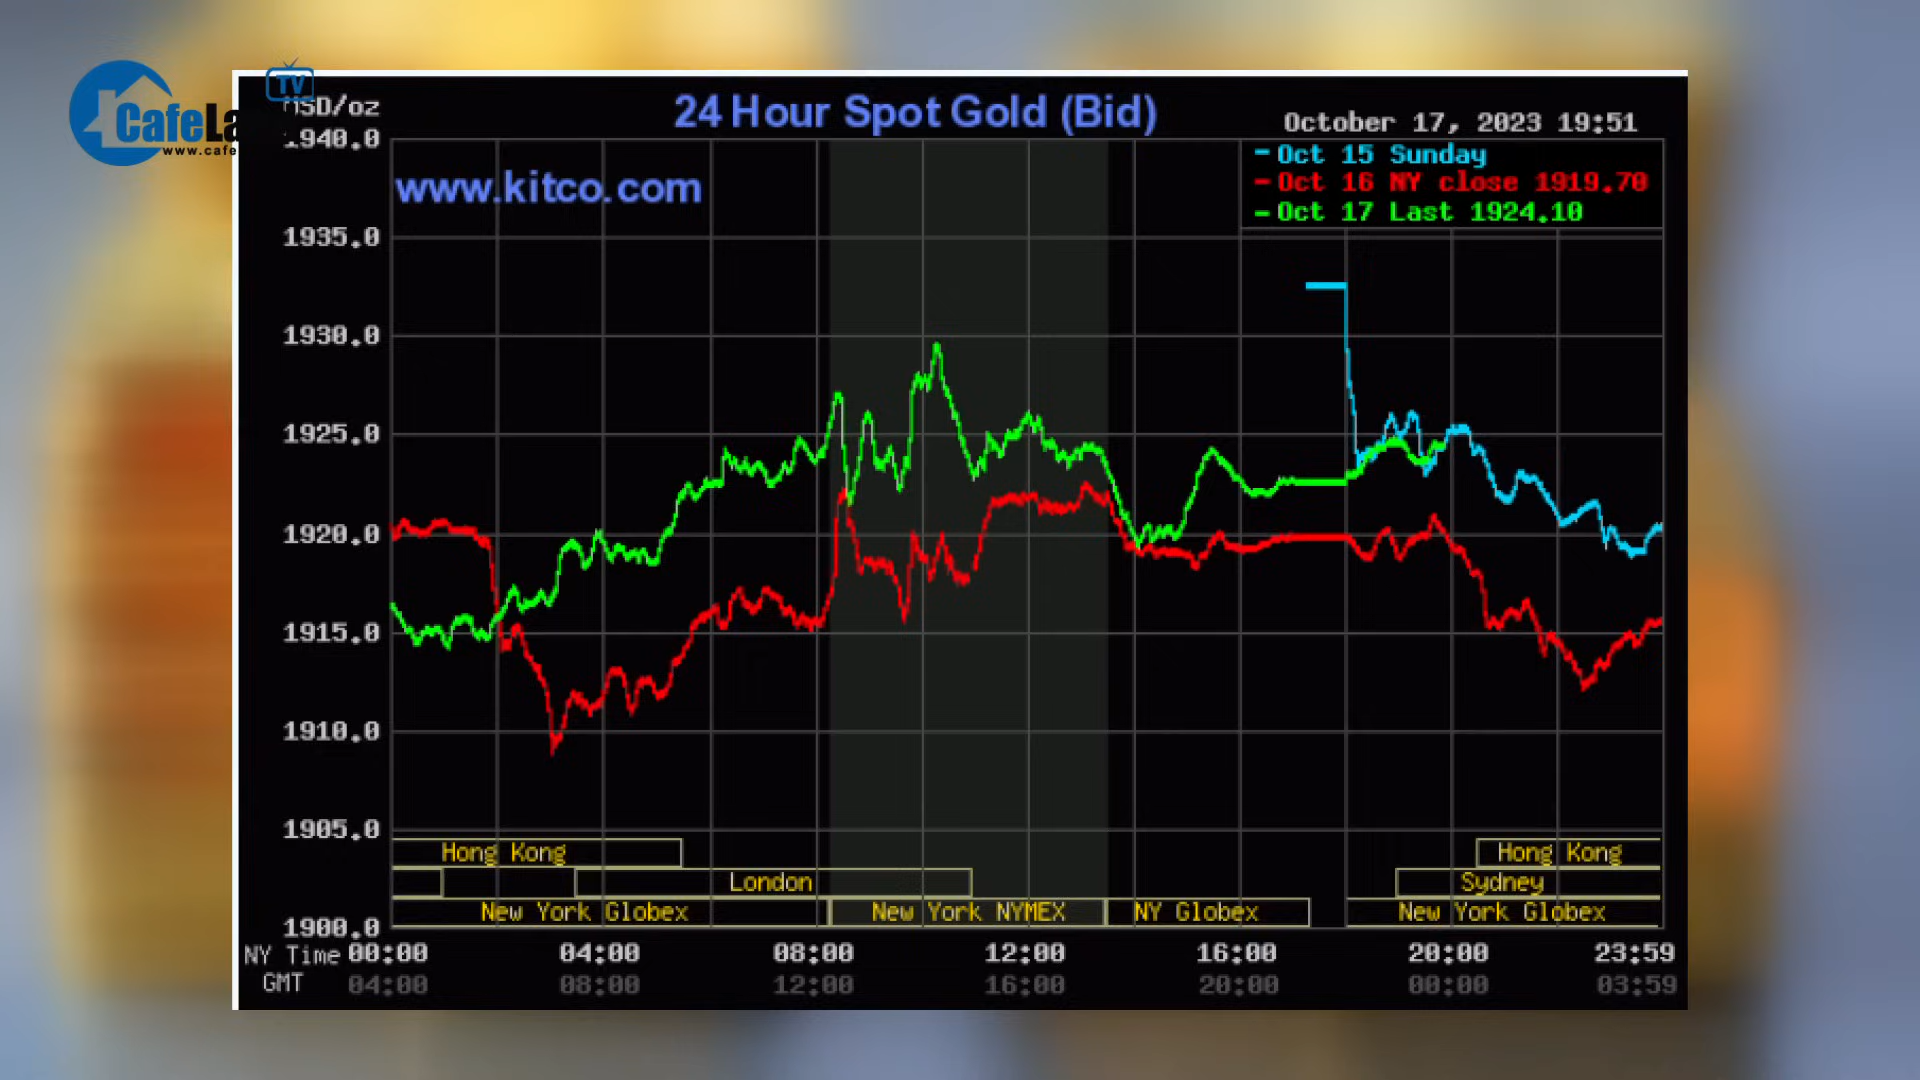 TV
CafeLa
www.cafe
USD/oz
24 Hour Spot Gold (Bid)
October 17, 2023 19:51
www.kitco.com
Oct 15 Sunday
Oct 16 NY close 1919.70
Oct 17 Last 1924.10
1940.0
1935.0
1930.0
1925.0
1920.0
1915.0
1910.0
1905.0
1900.0
Hong Kong
Hong Kong
London
Sydney
New York Globex
New York NYMEX
NY Globex
New York Globex
NY Time 00:00 04:00 08:00 12:00 16:00 20:00 23:59
GMT 04:00 08:00 12:00 16:00 20:00 00:00 03:59